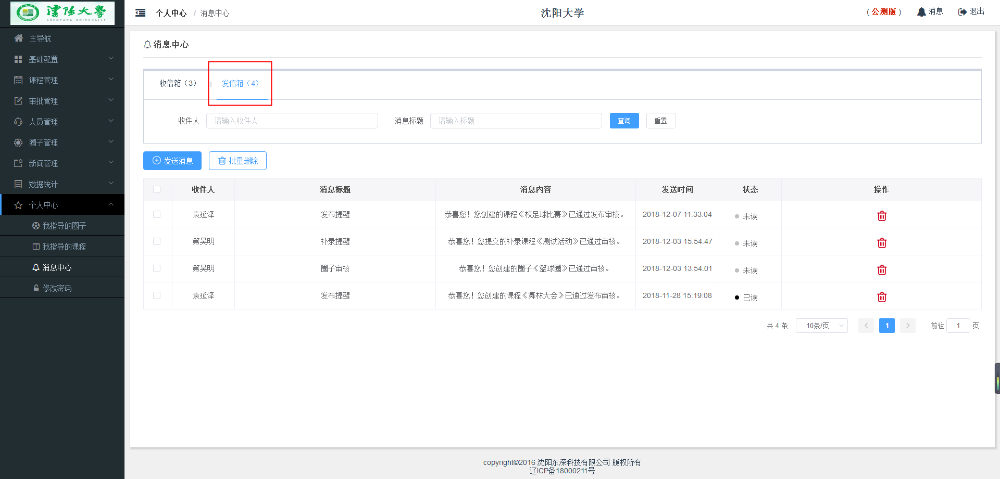 瀋陽大學
SHENYANG UNIVERSITY
个人中心 / 消息中心
沈阳大学
（公测版）
消息
退出
主导航
基础配置
课程管理
审批管理
人员管理
圈子管理
新闻管理
数据统计
个人中心
我指导的圈子
我指导的课程
消息中心
修改密码
消息中心
收信箱（3） 发信箱（4）
收件人 请输入收件人 消息标题 请输入标题 查询 重置
发送消息 批量删除
收件人 消息标题 消息内容 发送时间 状态 操作
袁延泽 发布提醒 恭喜您！您创建的课程《校足球比赛》已通过发布审核。 2018-12-07 11:33:04 未读
第昊明 补录提醒 恭喜您！您提交的补录课程《测试活动》已通过审核。 2018-12-03 15:54:47 未读
第昊明 圈子审核 恭喜您！您创建的圈子《篮球圈》已通过审核。 2018-12-03 13:54:01 未读
袁延泽 发布提醒 恭喜您！您创建的课程《舞林大会》已通过发布审核。 2018-11-28 15:19:08 已读
共 4 条 10条/页 1 前往 1 页
copyright©2016 沈阳东深科技有限公司 版权所有
辽ICP备18000211号